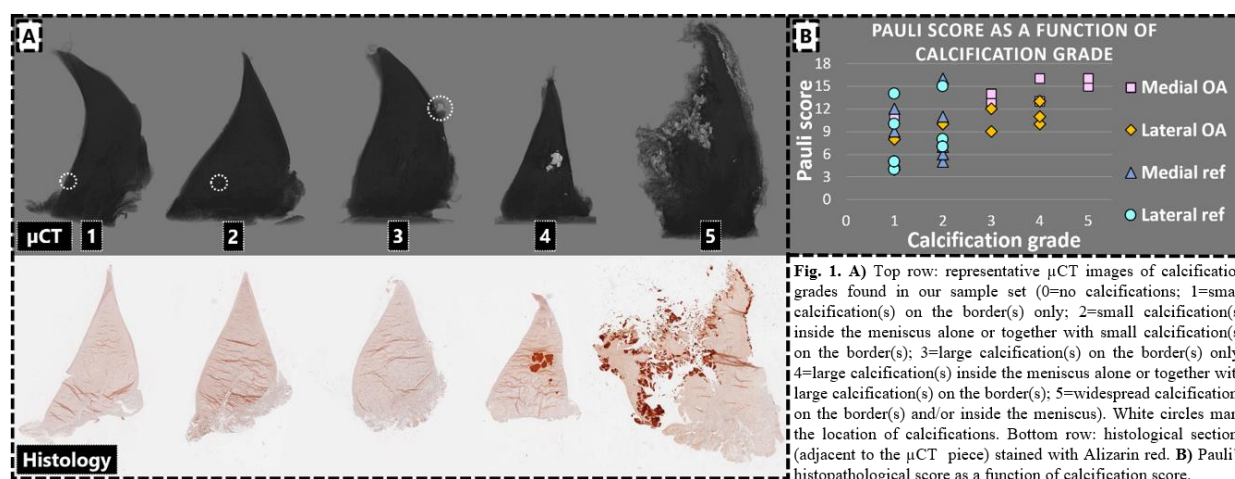 A
µCT
1
2
3
4
5
Histology
B
PAULI SCORE AS A FUNCTION OF
CALCIFICATION GRADE
Pauli score
18
15
12
9
6
3
0
0 1 2 3 4 5
Calcification grade
Medial OA
Lateral OA
Medial ref
Lateral ref
Fig. 1. A) Top row: representative µCT images of calcificatio
grades found in our sample set (0=no calcifications; 1=sma
calcification(s) on the border(s) only; 2=small calcification(s
inside the meniscus alone or together with small calcification(s
on the border(s); 3=large calcification(s) on the border(s) only
4=large calcification(s) inside the meniscus alone or together wit
large calcification(s) on the border(s); 5=widespread calcification
on the border(s) and/or inside the meniscus). White circles mar
the location of calcifications. Bottom row: histological section
(adjacent to the µCT piece) stained with Alizarin red. B) Pauli'
histopathological score as a function of calcification score.